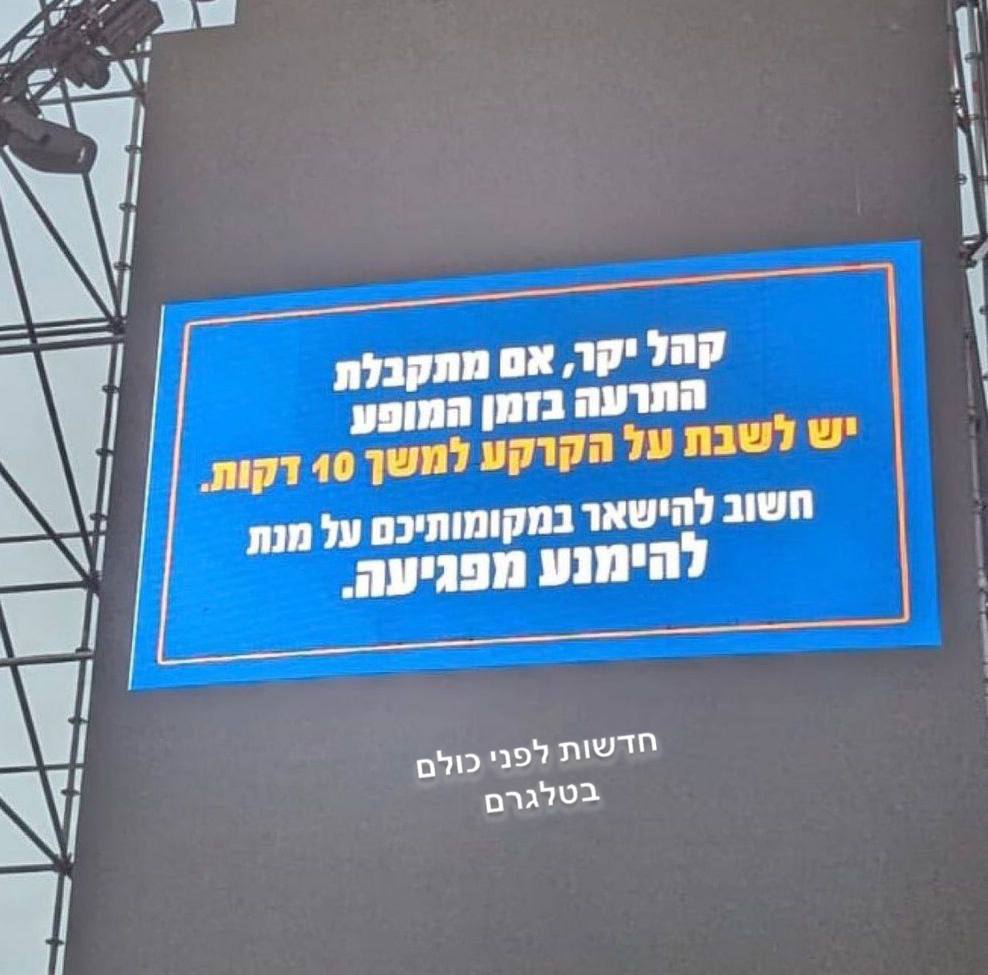 קהל יקר, אם מתקבלת
התרעה בזמן המופע
יש לשבת על הקרקע למשך 10 דקות.
חשוב להישאר במקומותיכם על מנת
להימנע מפגיעה.
חדשות לפני כולם
בטלגרם